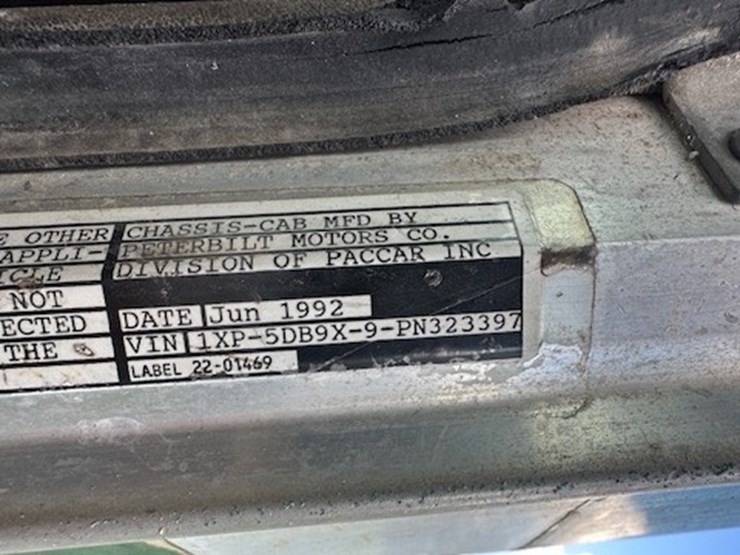 E OTHER
APPLI-
ICLE
NOT
ECTED
THE
CHASSIS-CAB MFD BY
PETERBILT MOTORS CO.
DIVISION OF PACCAR INC
DATE Jun 1992
VIN 1XP-5DB9X-9-PN323397
LABEL 22-01469